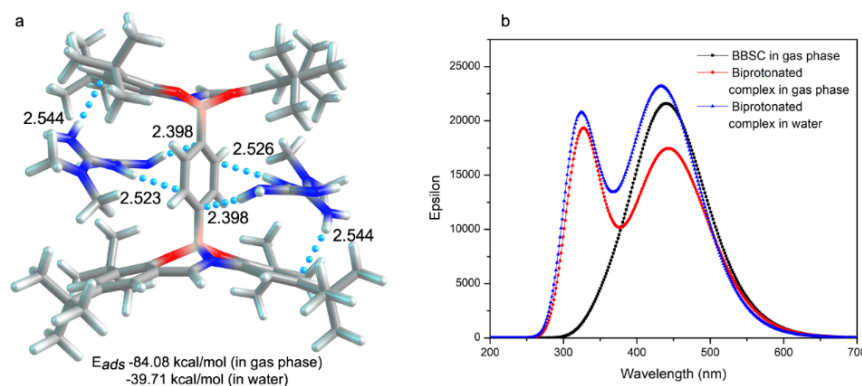 a
2.544
2.398
2.526
2.523
2.398
2.544
Eads -84.08 kcal/mol (in gas phase)
-39.71 kcal/mol (in water)
b
BBSC in gas phase
Biprotonated
complex in gas phase
Biprotonated
complex in water
25000
20000
15000
10000
5000
0
Epsilon
200 300 400 500 600 700
Wavelength (nm)